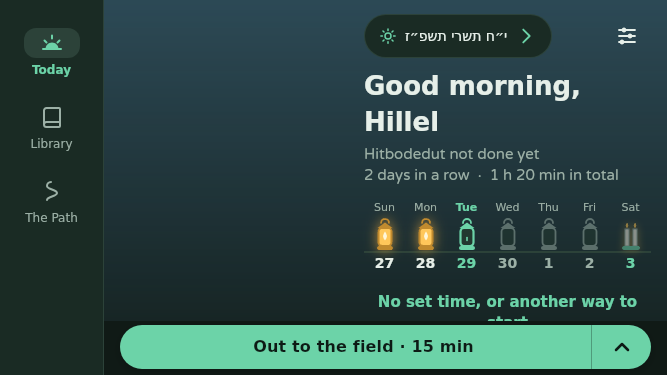 Today
Library
The Path
י״ח תשרי תשפ״ז
Good morning,
Hillel
Hitbodedut not done yet
2 days in a row · 1 h 20 min in total
Sun Mon Tue Wed Thu Fri Sat
27 28 29 30 1 2 3
No set time, or another way to
start
Out to the field · 15 min